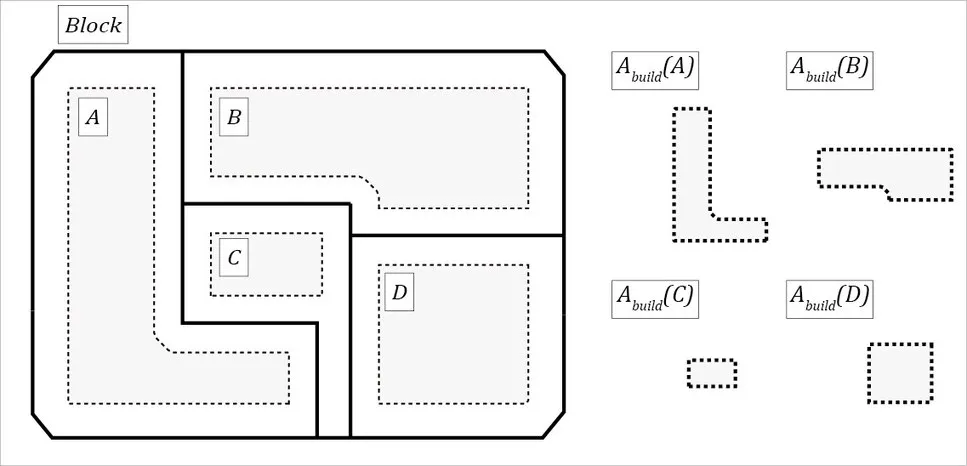 Block
A
B
C
D
A_build(A)
A_build(B)
A_build(C)
A_build(D)